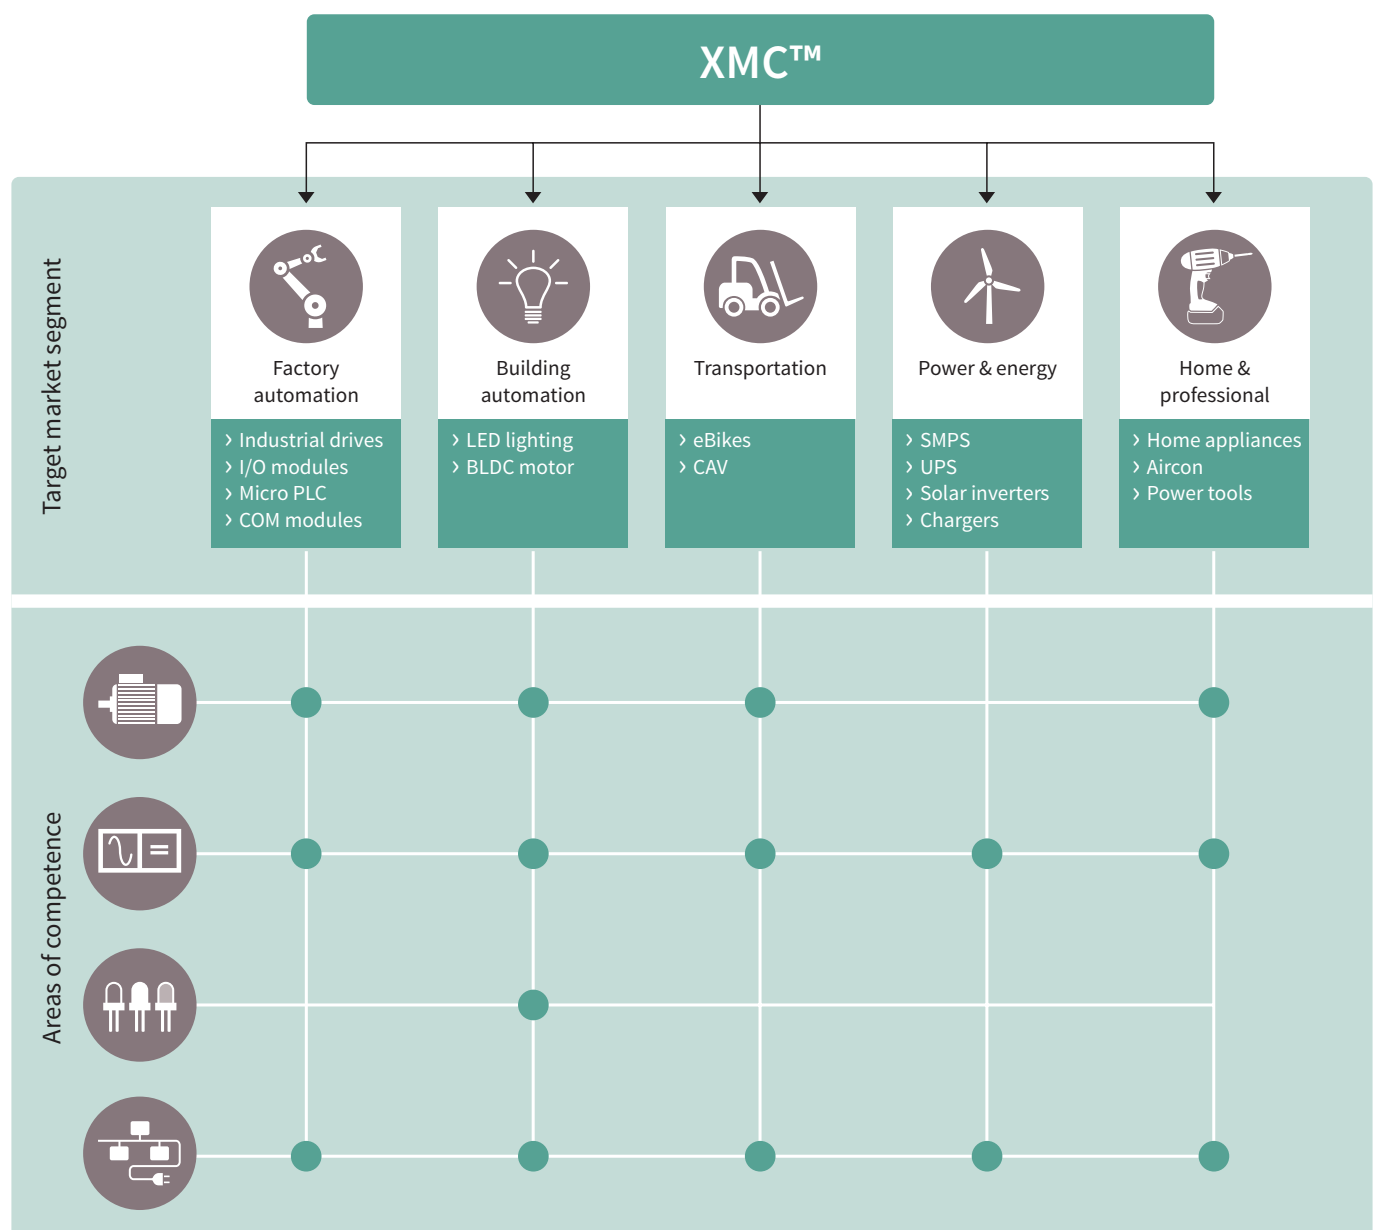 XMC™
Target market segment
Factory
automation
› Industrial drives
› I/O modules
› Micro PLC
› COM modules
Building
automation
› LED lighting
› BLDC motor
Transportation
› eBikes
› CAV
Power & energy
› SMPS
› UPS
› Solar inverters
› Chargers
Home &
professional
› Home appliances
› Aircon
› Power tools
Areas of competence